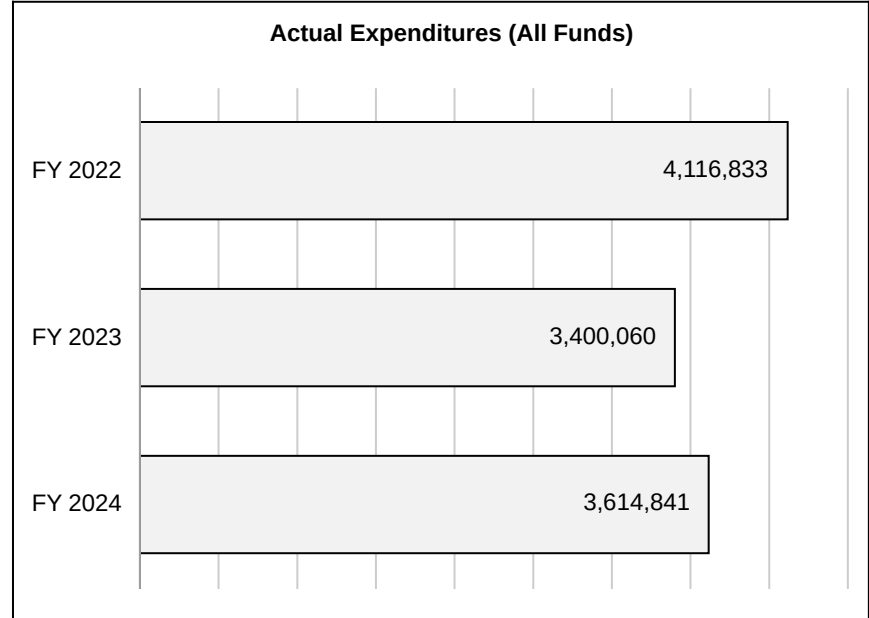 Actual Expenditures (All Funds)
FY 2022
4,116,833
FY 2023
3,400,060
FY 2024
3,614,841